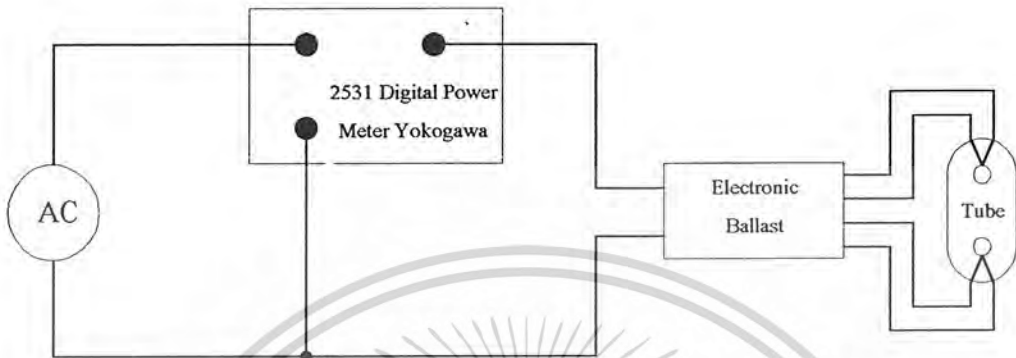 2531 Digital Power
Meter Yokogawa
AC
Electronic
Ballast
Tube